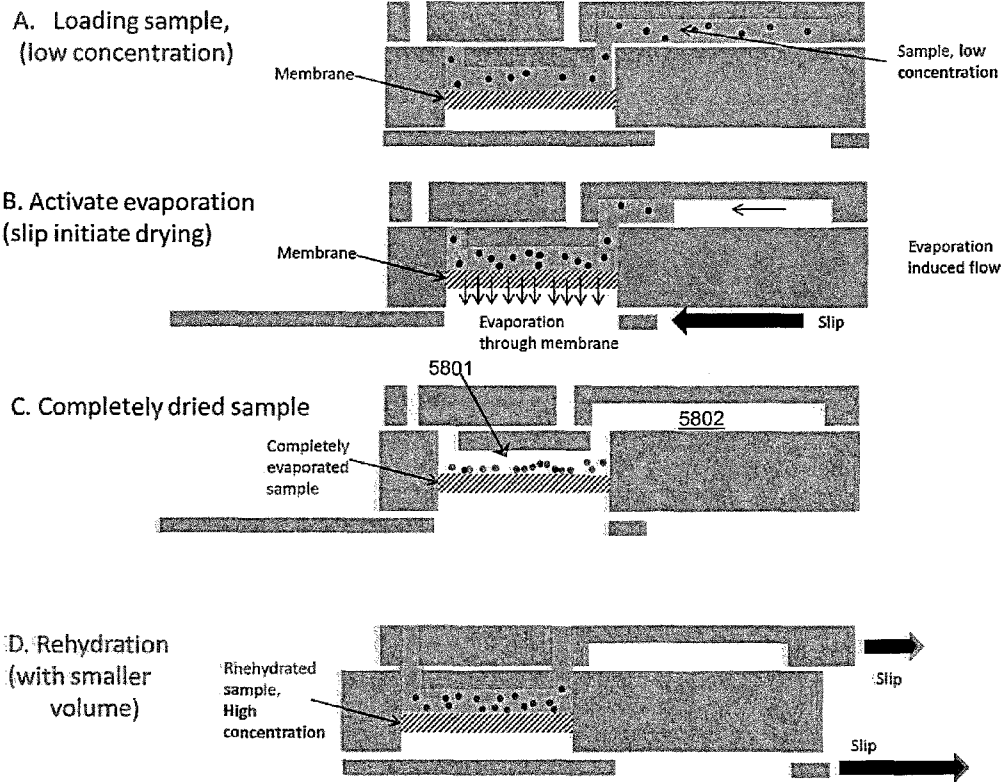 A. Loading sample,
(low concentration)
Membrane
Sample, low
concentration
B. Activate evaporation
(slip initiate drying)
Membrane
Evaporation
through membrane
Evaporation
induced flow
Slip
5801
C. Completely dried sample
5802
Completely
evaporated
sample
D. Rehydration
(with smaller
volume)
Rhehydrated
sample,
High
concentration
Slip
Slip